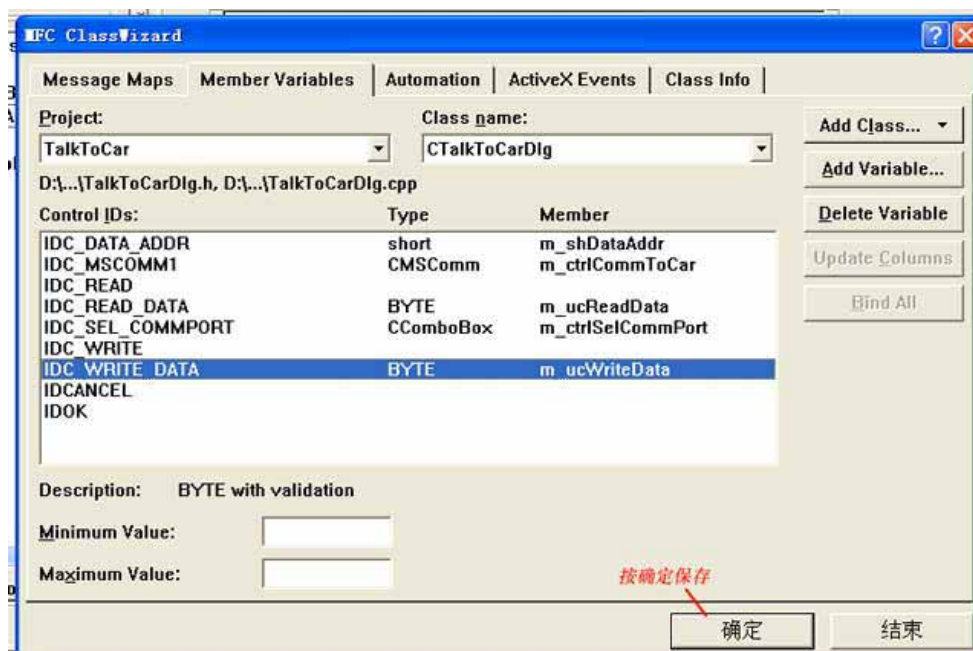 MFC ClassWizard
Message Maps Member Variables Automation ActiveX Events Class Info
Project: Class name:
TalkToCar CTalkToCarDlg
Add Class...
D:\...\TalkToCarDlg.h, D:\...\TalkToCarDlg.cpp
Add Variable...
Control IDs: Type Member
Delete Variable
IDC_DATA_ADDR short m_shDataAddr
IDC_MSCOMM1 CMSComm m_ctrlCommToCar
Update Columns
IDC_READ
IDC_READ_DATA BYTE m_ucReadData
Bind All
IDC_SEL_COMMPORT CComboBox m_ctrlSelCommPort
IDC_WRITE
IDC_WRITE_DATA BYTE m_ucWriteData
IDCANCEL
IDOK
Description: BYTE with validation
Minimum Value:
Maximum Value:
按确定保存
确定 结束